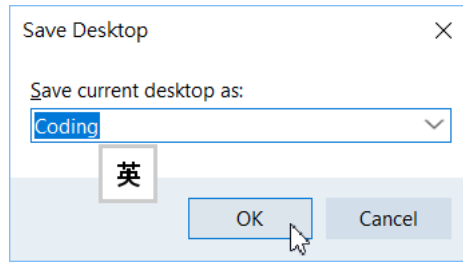 Save Desktop
Save current desktop as:
Coding
英
OK Cancel